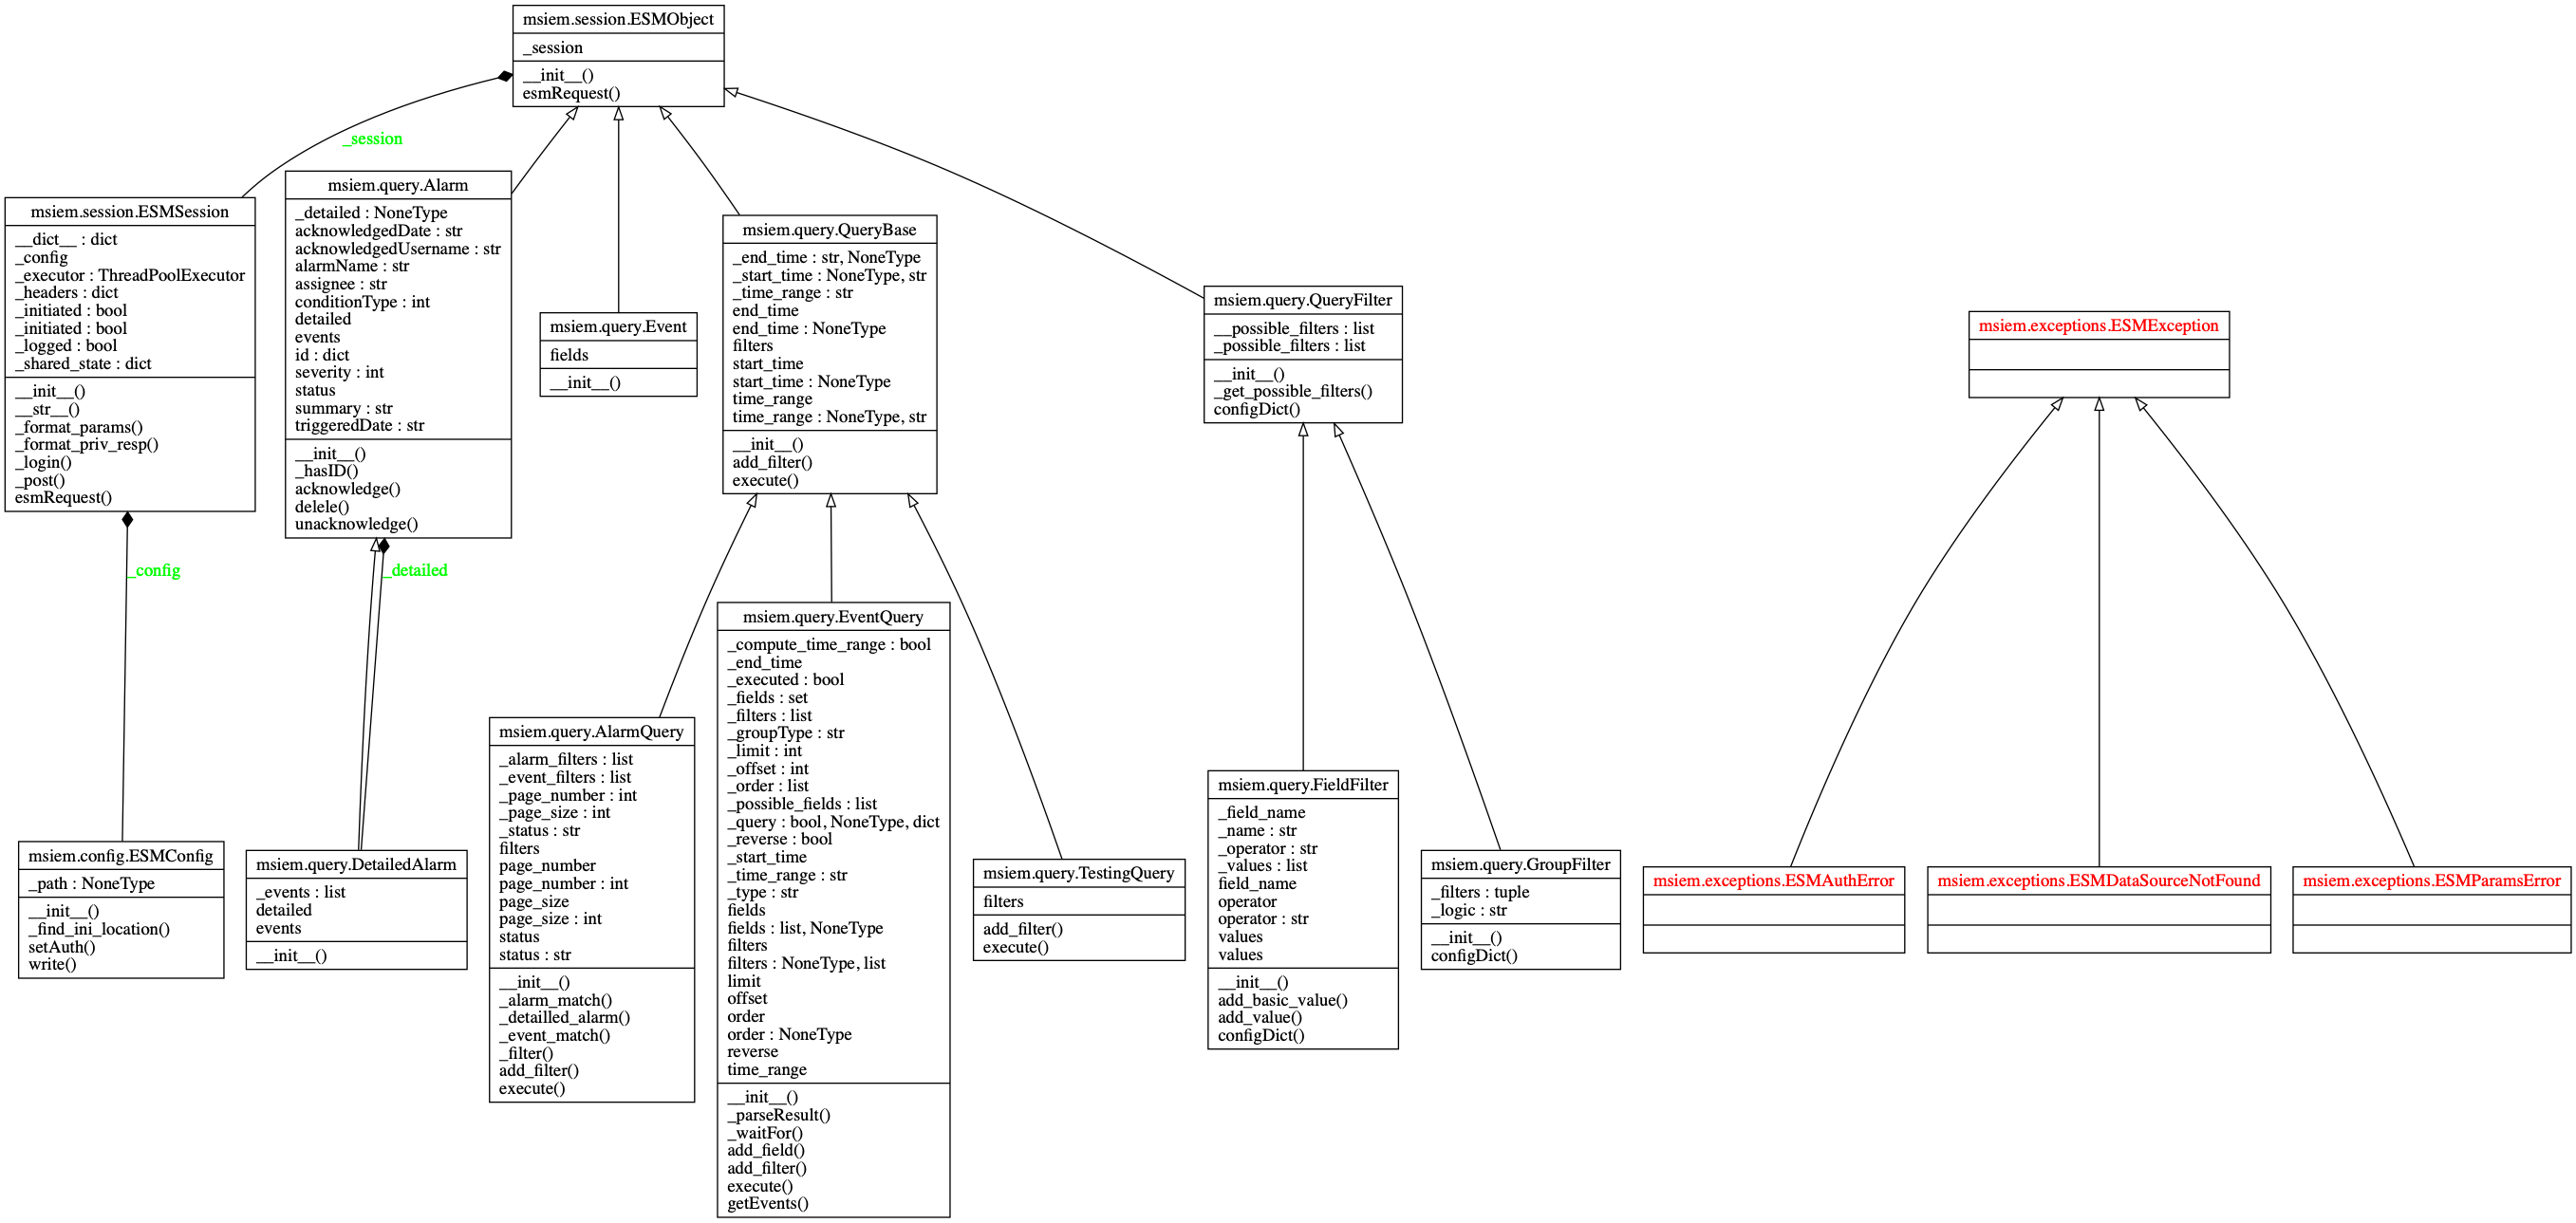 msiem.session.ESMObject
_session
__init__()
esmRequest()
_session
msiem.session.ESMSession
__dict__ : dict
_config
_executor : ThreadPoolExecutor
_headers : dict
_initiated : bool
_initiated : bool
_logged : bool
_shared_state : dict
__init__()
__str__()
_format_params()
_format_priv_resp()
_login()
_post()
esmRequest()
msiem.query.Alarm
_detailed : NoneType
acknowledgedDate : str
acknowledgedUsername : str
alarmName : str
assignee : str
conditionType : int
detailed
events
id : dict
severity : int
status
summary : str
triggeredDate : str
__init__()
_hasID()
acknowledge()
delele()
unacknowledge()
msiem.query.Event
fields
__init__()
msiem.query.QueryBase
_end_time : str, NoneType
_start_time : NoneType, str
_time_range : str
end_time
end_time : NoneType
filters
start_time
start_time : NoneType
time_range
time_range : NoneType, str
__init__()
add_filter()
execute()
msiem.query.QueryFilter
__possible_filters : list
_possible_filters : list
__init__()
_get_possible_filters()
configDict()
msiem.exceptions.ESMException
_config
_detailed
msiem.config.ESMConfig
_path : NoneType
__init__()
_find_ini_location()
setAuth()
write()
msiem.query.DetailedAlarm
_events : list
detailed
events
__init__()
msiem.query.AlarmQuery
_alarm_filters : list
_event_filters : list
_page_number : int
_page_size : int
_status : str
filters
page_number
page_number : int
page_size
page_size : int
status
status : str
__init__()
_alarm_match()
_detailled_alarm()
_event_match()
_filter()
add_filter()
execute()
msiem.query.EventQuery
_compute_time_range : bool
_end_time
_executed : bool
_fields : set
_filters : list
_groupType : str
_limit : int
_offset : int
_order : list
_possible_fields : list
_query : bool, NoneType, dict
_reverse : bool
_start_time
_time_range : str
_type : str
fields
fields : list, NoneType
filters
filters : NoneType, list
limit
offset
order
order : NoneType
reverse
time_range
__init__()
_parseResult()
_waitFor()
add_field()
add_filter()
execute()
getEvents()
msiem.query.TestingQuery
filters
add_filter()
execute()
msiem.query.FieldFilter
_field_name
_name : str
_operator : str
_values : list
field_name
operator
operator : str
values
values
__init__()
add_basic_value()
add_value()
configDict()
msiem.query.GroupFilter
_filters : tuple
_logic : str
__init__()
configDict()
msiem.exceptions.ESMAuthError
msiem.exceptions.ESMDataSourceNotFound
msiem.exceptions.ESMParamsError